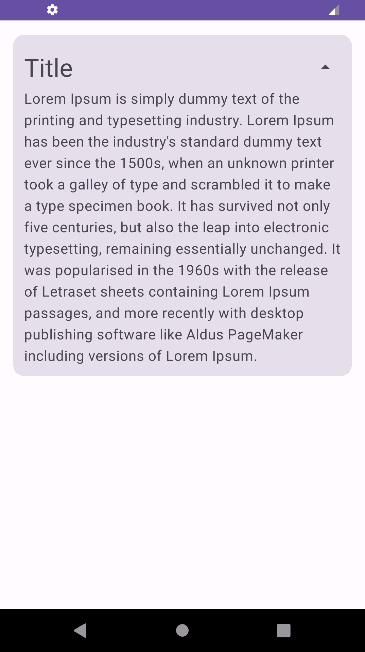 Title
Lorem Ipsum is simply dummy text of the
printing and typesetting industry. Lorem Ipsum
has been the industry's standard dummy text
ever since the 1500s, when an unknown printer
took a galley of type and scrambled it to make
a type specimen book. It has survived not only
five centuries, but also the leap into electronic
typesetting, remaining essentially unchanged. It
was popularised in the 1960s with the release
of Letraset sheets containing Lorem Ipsum
passages, and more recently with desktop
publishing software like Aldus PageMaker
including versions of Lorem Ipsum.